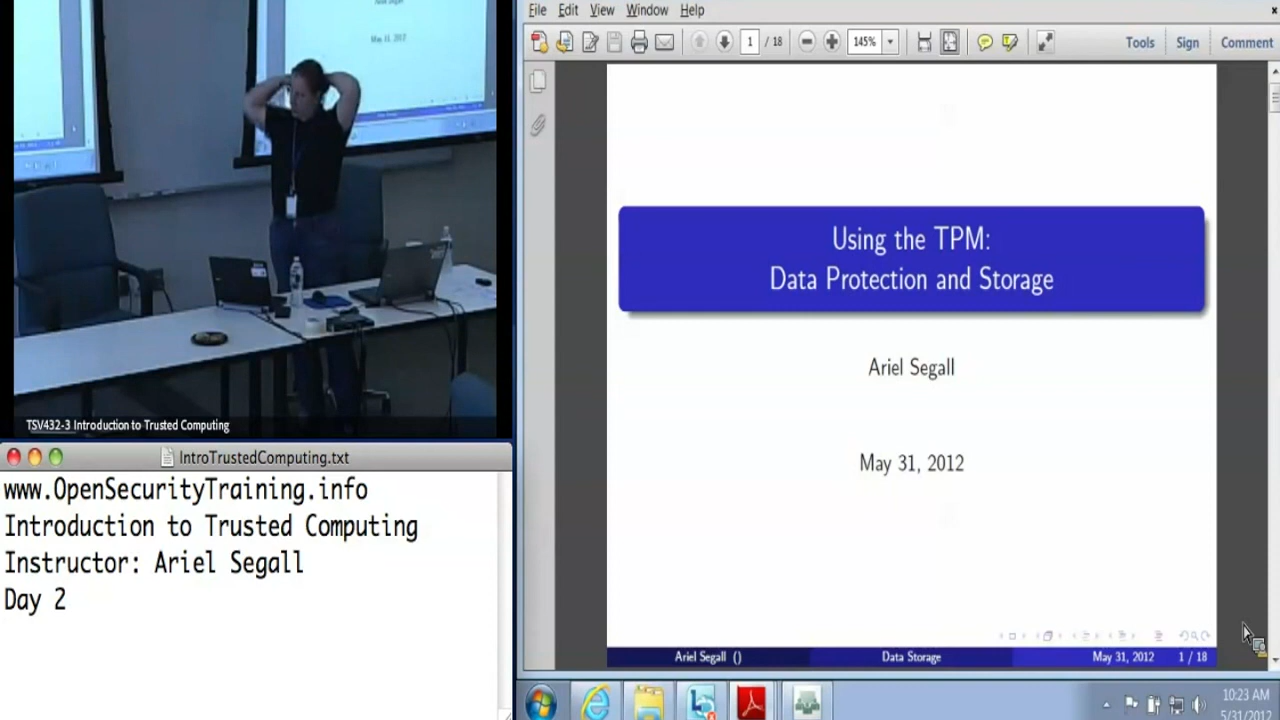 May 31, 2012
TSV432-3 Introduction to Trusted Computing
IntroTrustedComputing.txt
www.OpenSecurityTraining.info
Introduction to Trusted Computing
Instructor: Ariel Segall
Day 2
File Edit View Window Help
1 / 18 145% Tools Sign Comment
Using the TPM:
Data Protection and Storage
Ariel Segall
May 31, 2012
Ariel Segall () Data Storage May 31, 2012 1 / 18
10:23 AM
5/31/2012